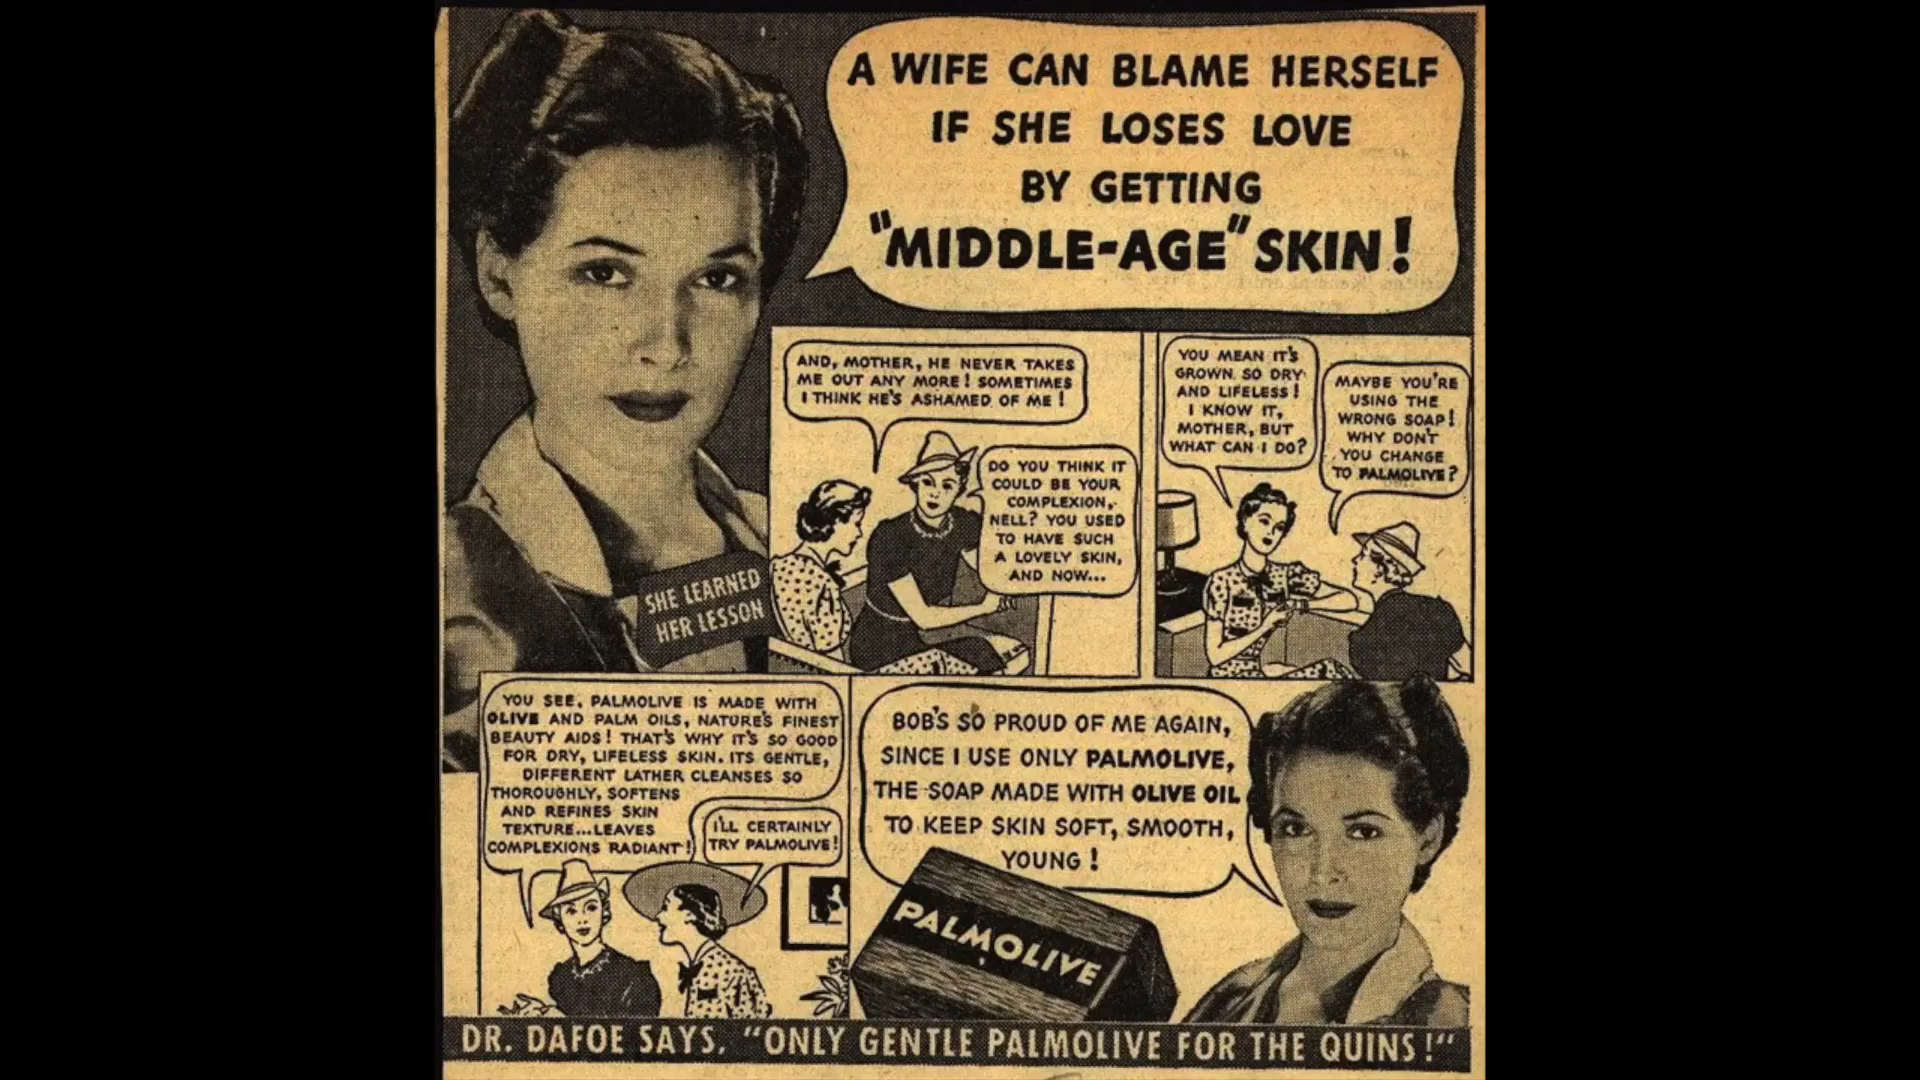 A WIFE CAN BLAME HERSELF
IF SHE LOSES LOVE
BY GETTING
"MIDDLE-AGE" SKIN!
SHE LEARNED
HER LESSON
AND, MOTHER, HE NEVER TAKES
ME OUT ANY MORE! SOMETIMES
I THINK HE'S ASHAMED OF ME!
DO YOU THINK IT
COULD BE YOUR
COMPLEXION,
NELL? YOU USED
TO HAVE SUCH
A LOVELY SKIN,
AND NOW...
YOU MEAN IT'S
GROWN SO DRY
AND LIFELESS!
I KNOW IT,
MOTHER, BUT
WHAT CAN I DO?
MAYBE YOU'RE
USING THE
WRONG SOAP!
WHY DON'T
YOU CHANGE
TO PALMOLIVE?
YOU SEE, PALMOLIVE IS MADE WITH
OLIVE AND PALM OILS, NATURE'S FINEST
BEAUTY AIDS! THAT'S WHY IT'S SO GOOD
FOR DRY, LIFELESS SKIN. ITS GENTLE,
DIFFERENT LATHER CLEANSES SO
THOROUGHLY, SOFTENS
AND REFINES SKIN
TEXTURE...LEAVES
COMPLEXIONS RADIANT!
I'LL CERTAINLY
TRY PALMOLIVE!
BOB'S SO PROUD OF ME AGAIN,
SINCE I USE ONLY PALMOLIVE,
THE SOAP MADE WITH OLIVE OIL
TO KEEP SKIN SOFT, SMOOTH,
YOUNG!
PALMOLIVE
DR. DAFOE SAYS, "ONLY GENTLE PALMOLIVE FOR THE QUINS!"